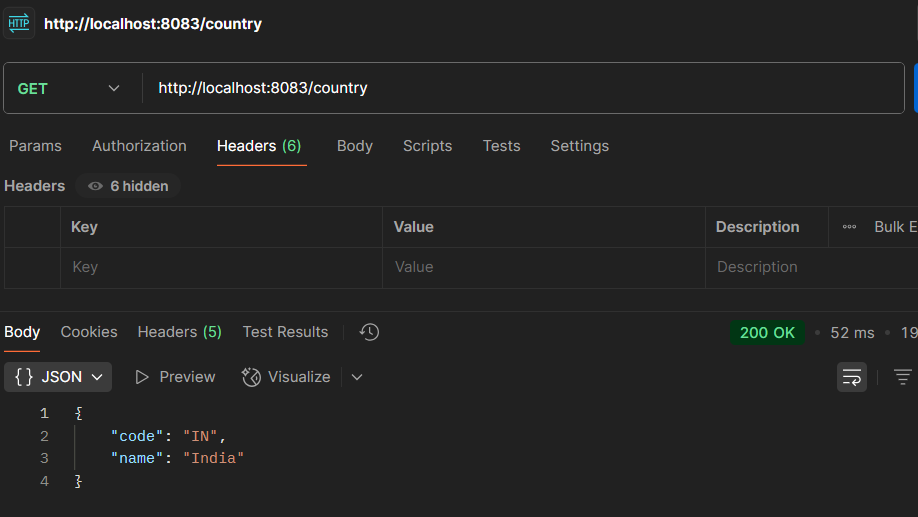 HTTP http://localhost:8083/country
GET http://localhost:8083/country
Params Authorization Headers (6) Body Scripts Tests Settings
Headers 6 hidden
Key Value Description Bulk E
Key Value Description
Body Cookies Headers (5) Test Results 200 OK • 52 ms • 19
{} JSON Preview Visualize
1 {
2 "code": "IN",
3 "name": "India"
4 }